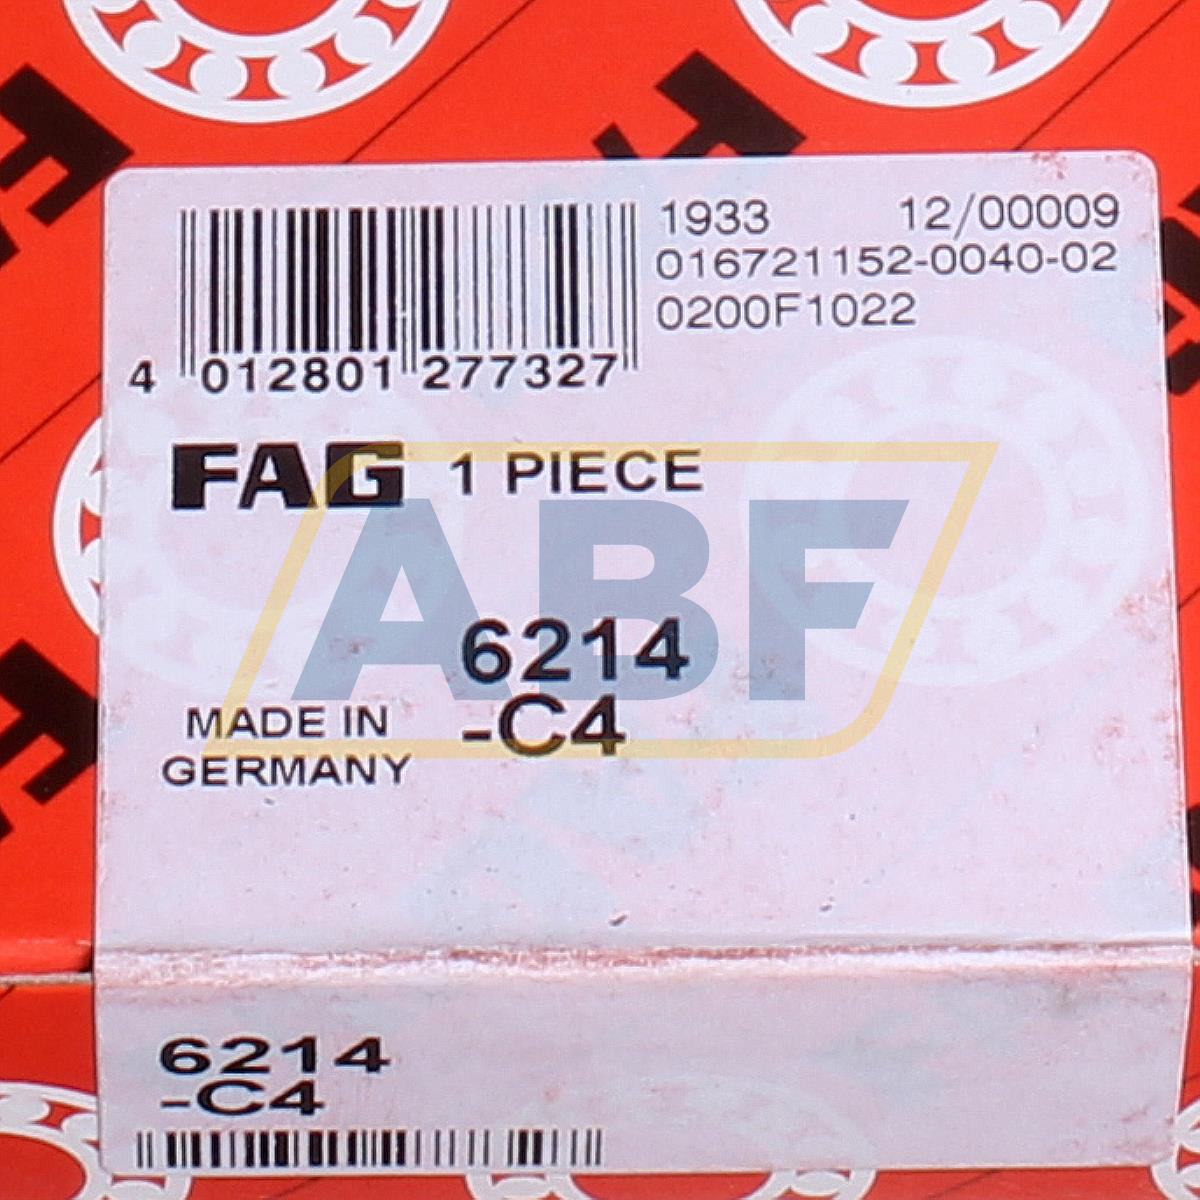 1933 12/00009
016721152-0040-02
0200F1022
4 012801 277327
FAG 1 PIECE
ABF
6214
-C4
MADE IN
GERMANY
6214
-C4